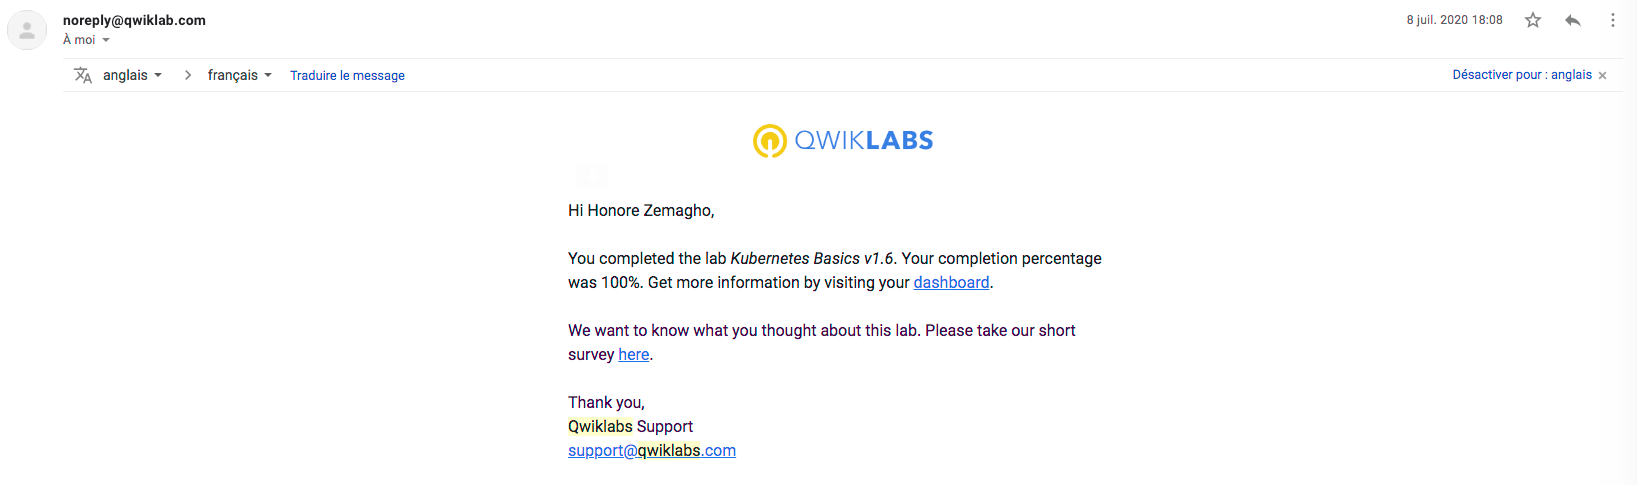 noreply@qwiklab.com
8 juil. 2020 18:08
À moi
anglais > français Traduire le message
Désactiver pour : anglais ×
QWIKLABS
Hi Honore Zemagho,
You completed the lab Kubernetes Basics v1.6. Your completion percentage
was 100%. Get more information by visiting your dashboard.
We want to know what you thought about this lab. Please take our short
survey here.
Thank you,
Qwiklabs Support
support@qwiklabs.com